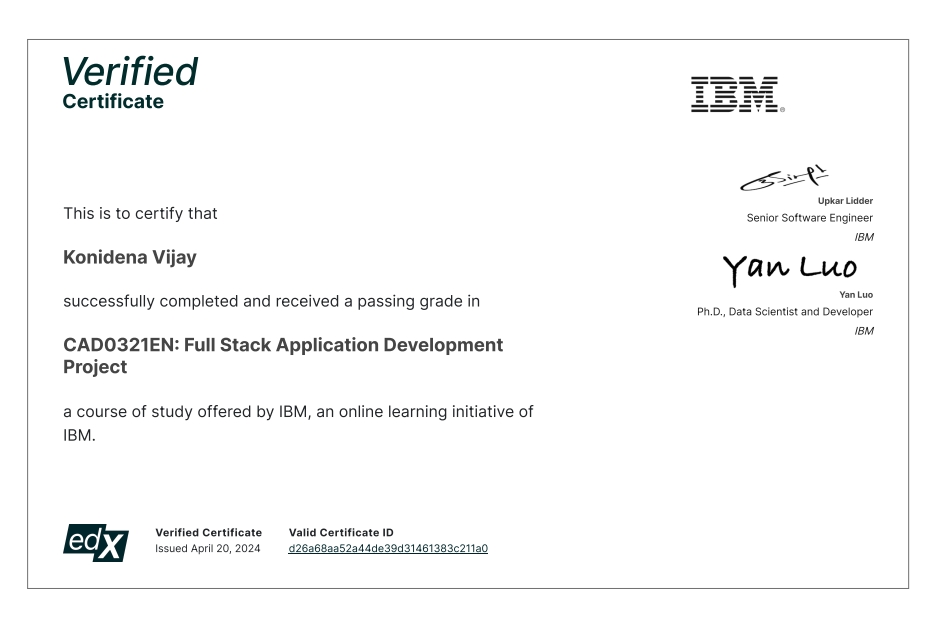 Verified
Certificate
IBM
This is to certify that
Konidena Vijay
successfully completed and received a passing grade in
CAD0321EN: Full Stack Application Development
Project
a course of study offered by IBM, an online learning initiative of
IBM.
Upkar Lidder
Senior Software Engineer
IBM
Yan Luo
Yan Luo
Ph.D., Data Scientist and Developer
IBM
edX
Verified Certificate
Issued April 20, 2024
Valid Certificate ID
d26a68aa52a44de39d31461383c211a0